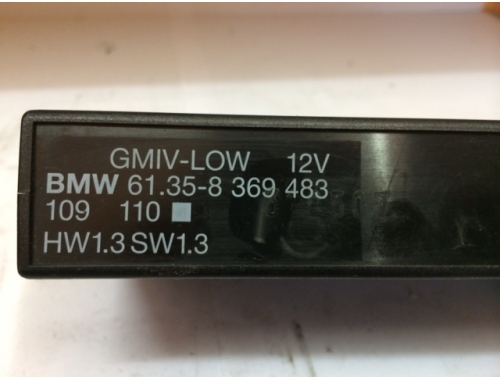 GMIV-LOW 12V
BMW 61.35-8 369 483
109 110
HW1.3 SW1.3